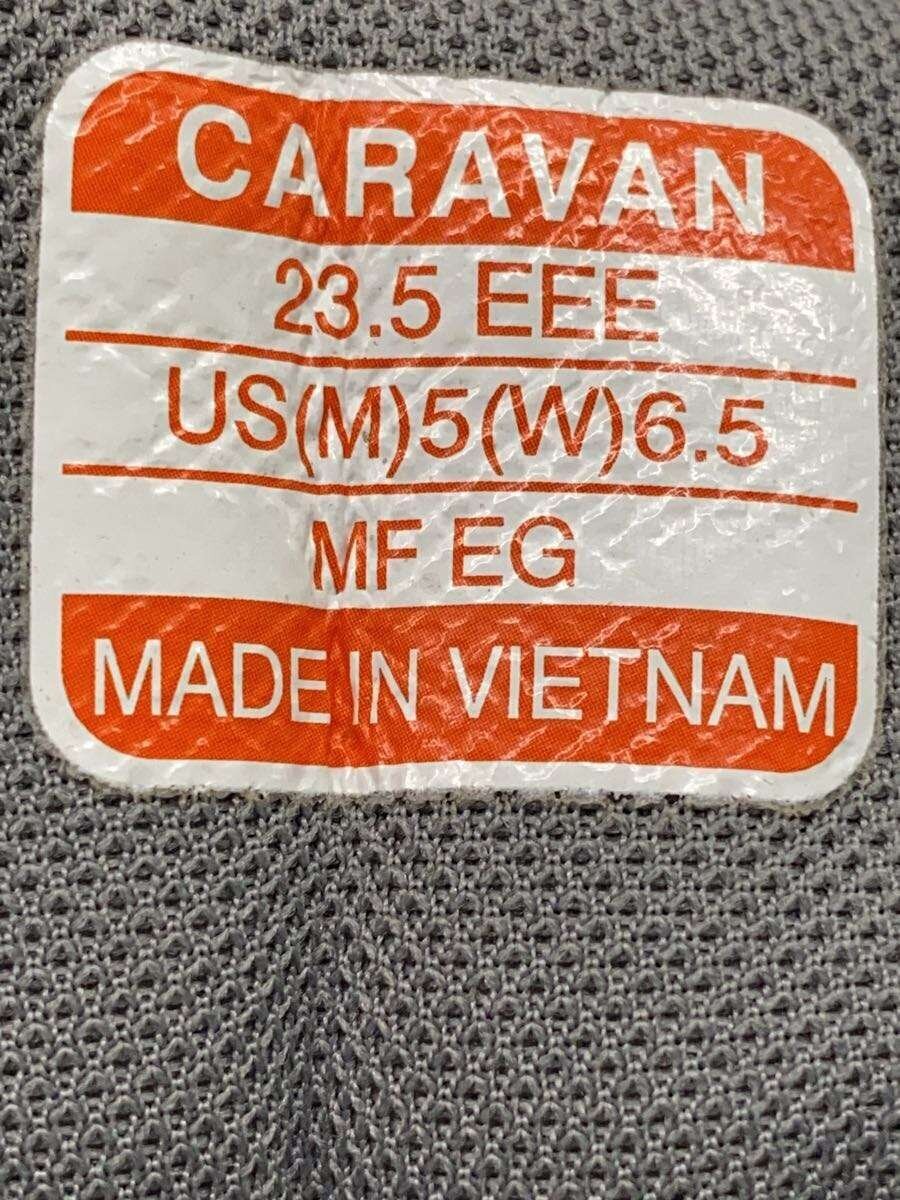 CARAVAN
23.5 EEE
US(M)5(W)6.5
MF EG
MADE IN VIETNAM